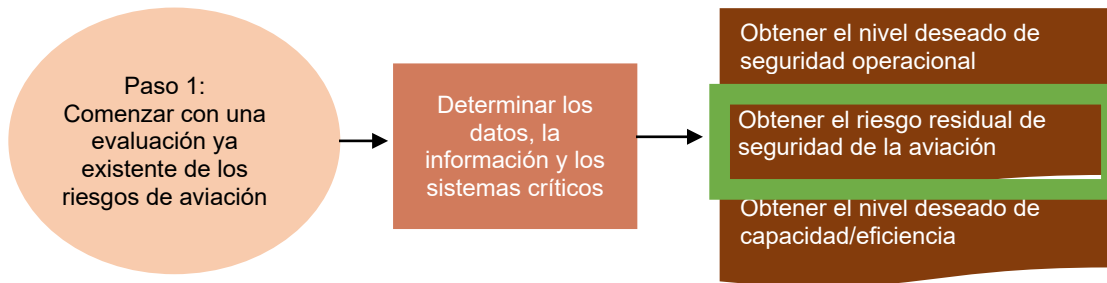 Paso 1:
Comenzar con una
evaluación ya
existente de los
riesgos de aviación
Determinar los
datos, la
información y los
sistemas críticos
Obtener el nivel deseado de
seguridad operacional
Obtener el riesgo residual de
seguridad de la aviación
Obtener el nivel deseado de
capacidad/eficiencia